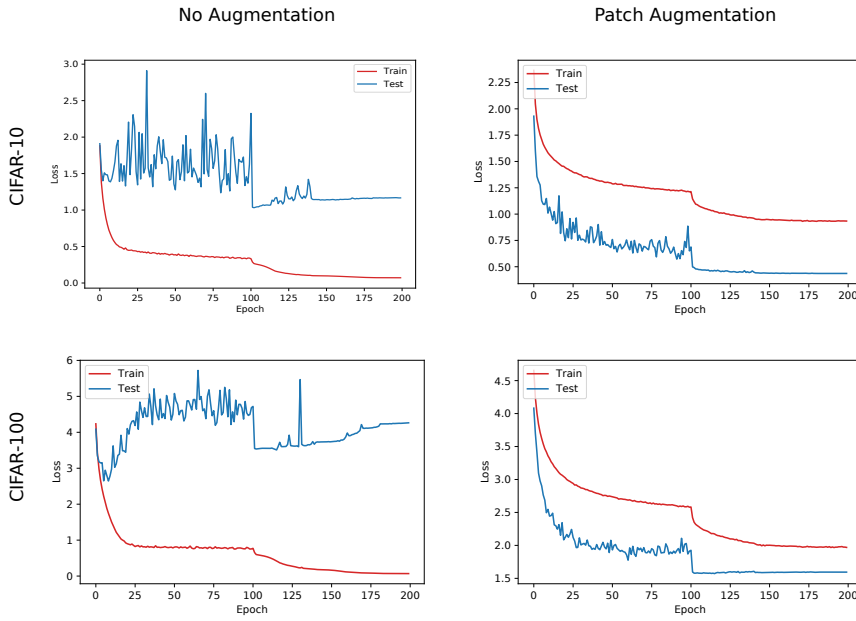 No Augmentation
Patch Augmentation
CIFAR-10
3.0
2.5
2.0
1.5
1.0
0.5
0.0
Loss
Train
Test
0 25 50 75 100 125 150 175 200
Epoch
2.25
2.00
1.75
1.50
1.25
1.00
0.75
0.50
Loss
Train
Test
0 25 50 75 100 125 150 175 200
Epoch
CIFAR-100
6
5
4
3
2
1
0
Loss
Train
Test
0 25 50 75 100 125 150 175 200
Epoch
4.5
4.0
3.5
3.0
2.5
2.0
1.5
Loss
Train
Test
0 25 50 75 100 125 150 175 200
Epoch